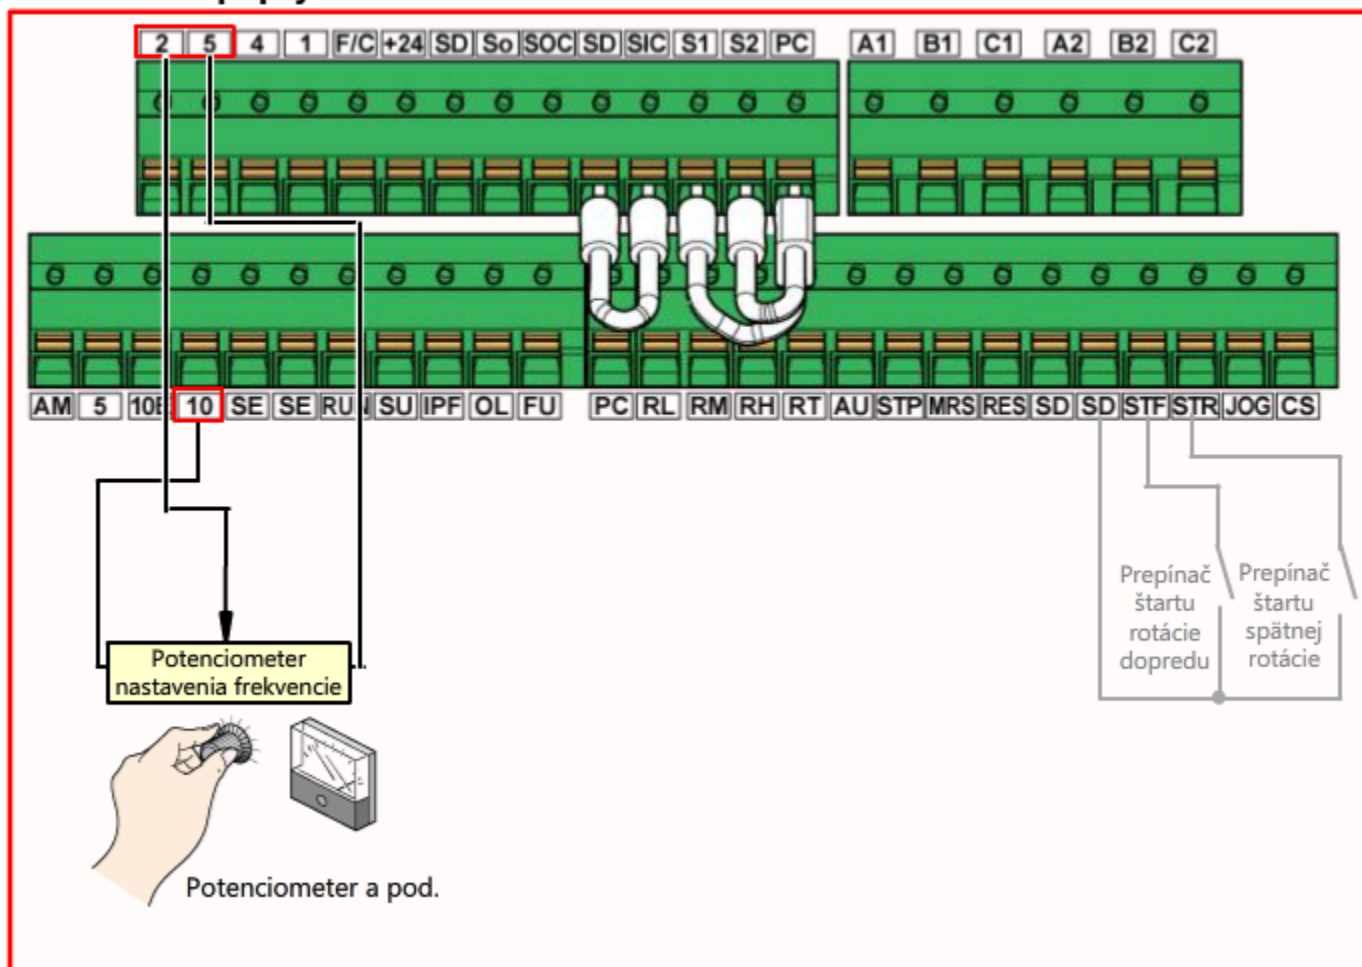 2 5 4 1 F/C +24 SD So SOC SD SIC S1 S2 PC A1 B1 C1 A2 B2 C2
AM 5 10E 10 SE SE RUN SU IPF OL FU PC RL RM RH RT AU STP MRS RES SD SD STF STR JOG CS
Prepínač
štartu
rotácie
dopredu
Prepínač
štartu
spätnej
rotácie
Potenciometer
nastavenia frekvencie
Potenciometer a pod.